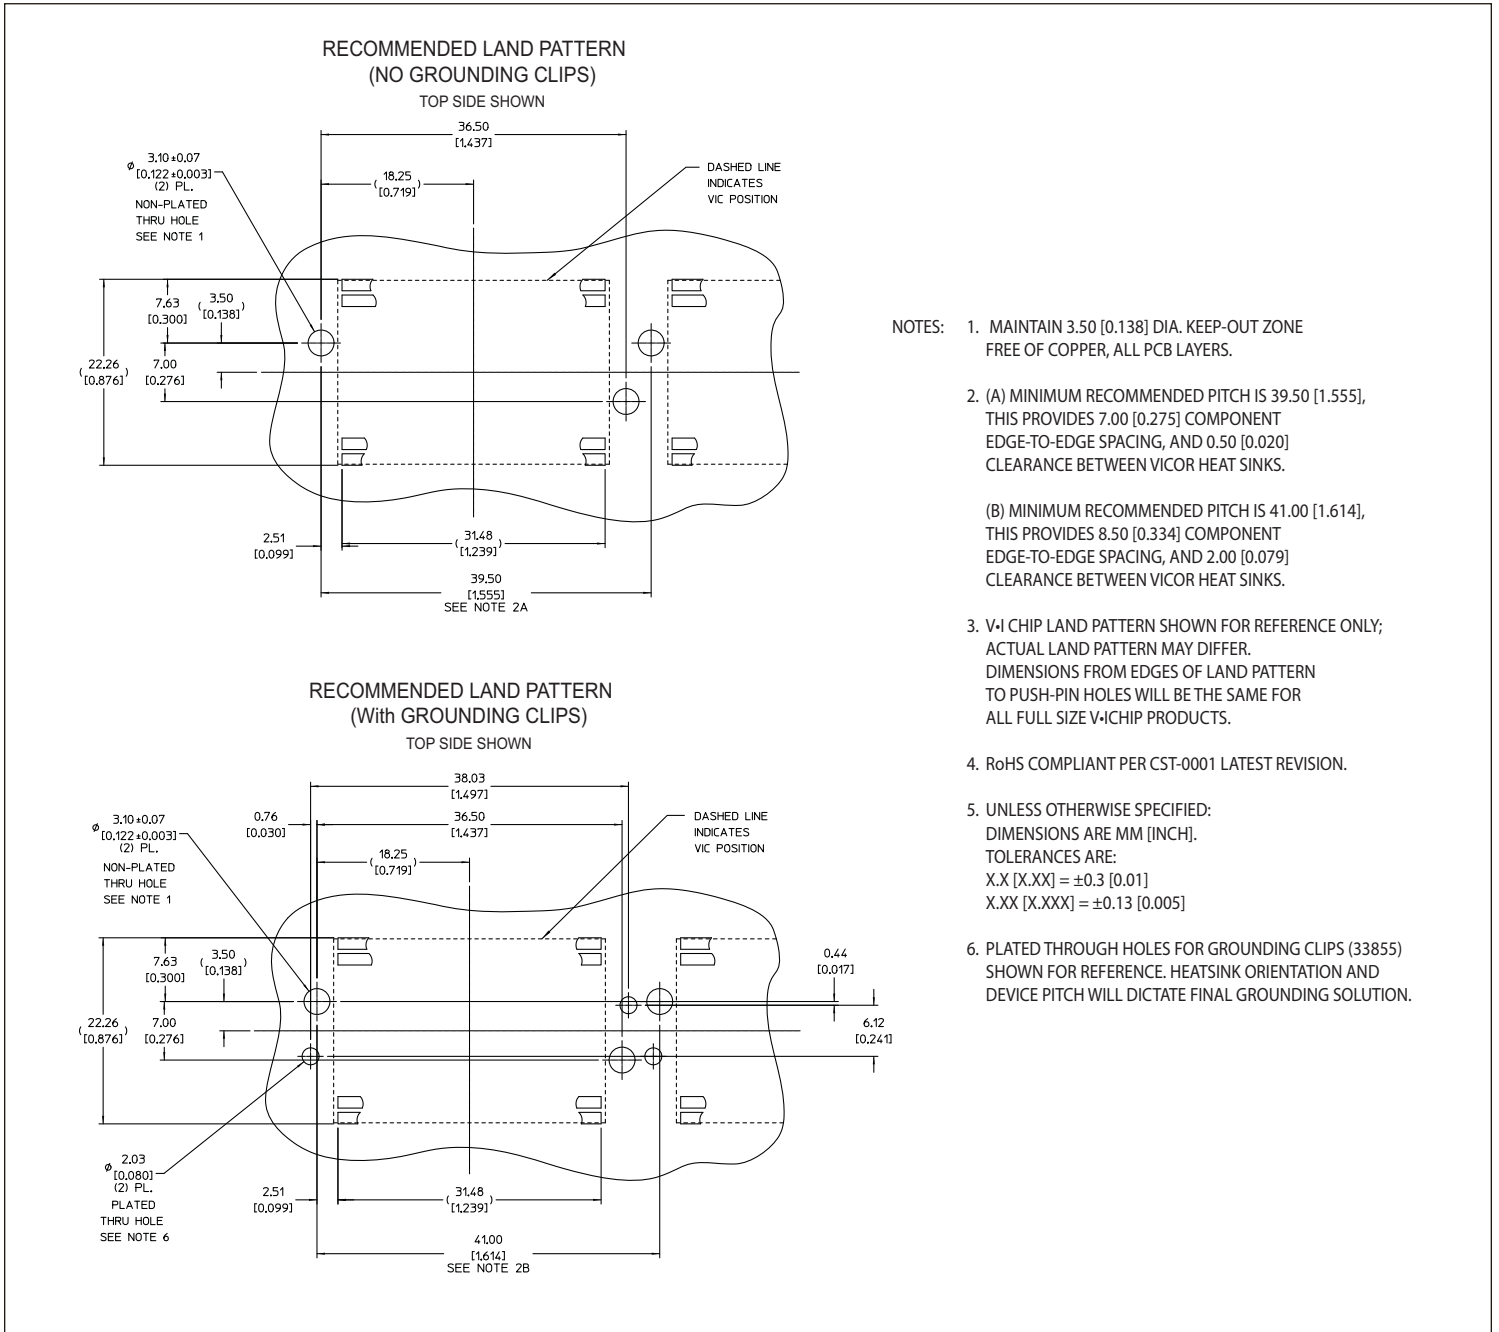 RECOMMENDED LAND PATTERN
(NO GROUNDING CLIPS)
TOP SIDE SHOWN
36.50
[1.437]
ø 3.10±0.07
[0.122±0.003]
(2) PL.
NON-PLATED
THRU HOLE
SEE NOTE 1
(18.25
[0.719])
DASHED LINE
INDICATES
VIC POSITION
7.63
[0.300]
(3.50
[0.138])
(22.26
[0.876])
7.00
[0.276]
2.51
[0.099]
(31.48
[1.239])
39.50
[1.555]
SEE NOTE 2A
RECOMMENDED LAND PATTERN
(With GROUNDING CLIPS)
TOP SIDE SHOWN
38.03
[1.497]
ø 3.10±0.07
[0.122±0.003]
(2) PL.
NON-PLATED
THRU HOLE
SEE NOTE 1
0.76
[0.030]
36.50
[1.437]
(18.25
[0.719])
DASHED LINE
INDICATES
VIC POSITION
7.63
[0.300]
(3.50
[0.138])
0.44
[0.017]
(22.26
[0.876])
7.00
[0.276]
6.12
[0.241]
ø 2.03
[0.080]
(2) PL.
PLATED
THRU HOLE
SEE NOTE 6
2.51
[0.099]
(31.48
[1.239])
41.00
[1.614]
SEE NOTE 2B
NOTES: 1. MAINTAIN 3.50 [0.138] DIA. KEEP-OUT ZONE
FREE OF COPPER, ALL PCB LAYERS.
2. (A) MINIMUM RECOMMENDED PITCH IS 39.50 [1.555],
THIS PROVIDES 7.00 [0.275] COMPONENT
EDGE-TO-EDGE SPACING, AND 0.50 [0.020]
CLEARANCE BETWEEN VICOR HEAT SINKS.
(B) MINIMUM RECOMMENDED PITCH IS 41.00 [1.614],
THIS PROVIDES 8.50 [0.334] COMPONENT
EDGE-TO-EDGE SPACING, AND 2.00 [0.079]
CLEARANCE BETWEEN VICOR HEAT SINKS.
3. V•I CHIP LAND PATTERN SHOWN FOR REFERENCE ONLY;
ACTUAL LAND PATTERN MAY DIFFER.
DIMENSIONS FROM EDGES OF LAND PATTERN
TO PUSH-PIN HOLES WILL BE THE SAME FOR
ALL FULL SIZE V•ICHIP PRODUCTS.
4. RoHS COMPLIANT PER CST-0001 LATEST REVISION.
5. UNLESS OTHERWISE SPECIFIED:
DIMENSIONS ARE MM [INCH].
TOLERANCES ARE:
X.X [X.XX] = ±0.3 [0.01]
X.XX [X.XXX] = ±0.13 [0.005]
6. PLATED THROUGH HOLES FOR GROUNDING CLIPS (33855)
SHOWN FOR REFERENCE. HEATSINK ORIENTATION AND
DEVICE PITCH WILL DICTATE FINAL GROUNDING SOLUTION.